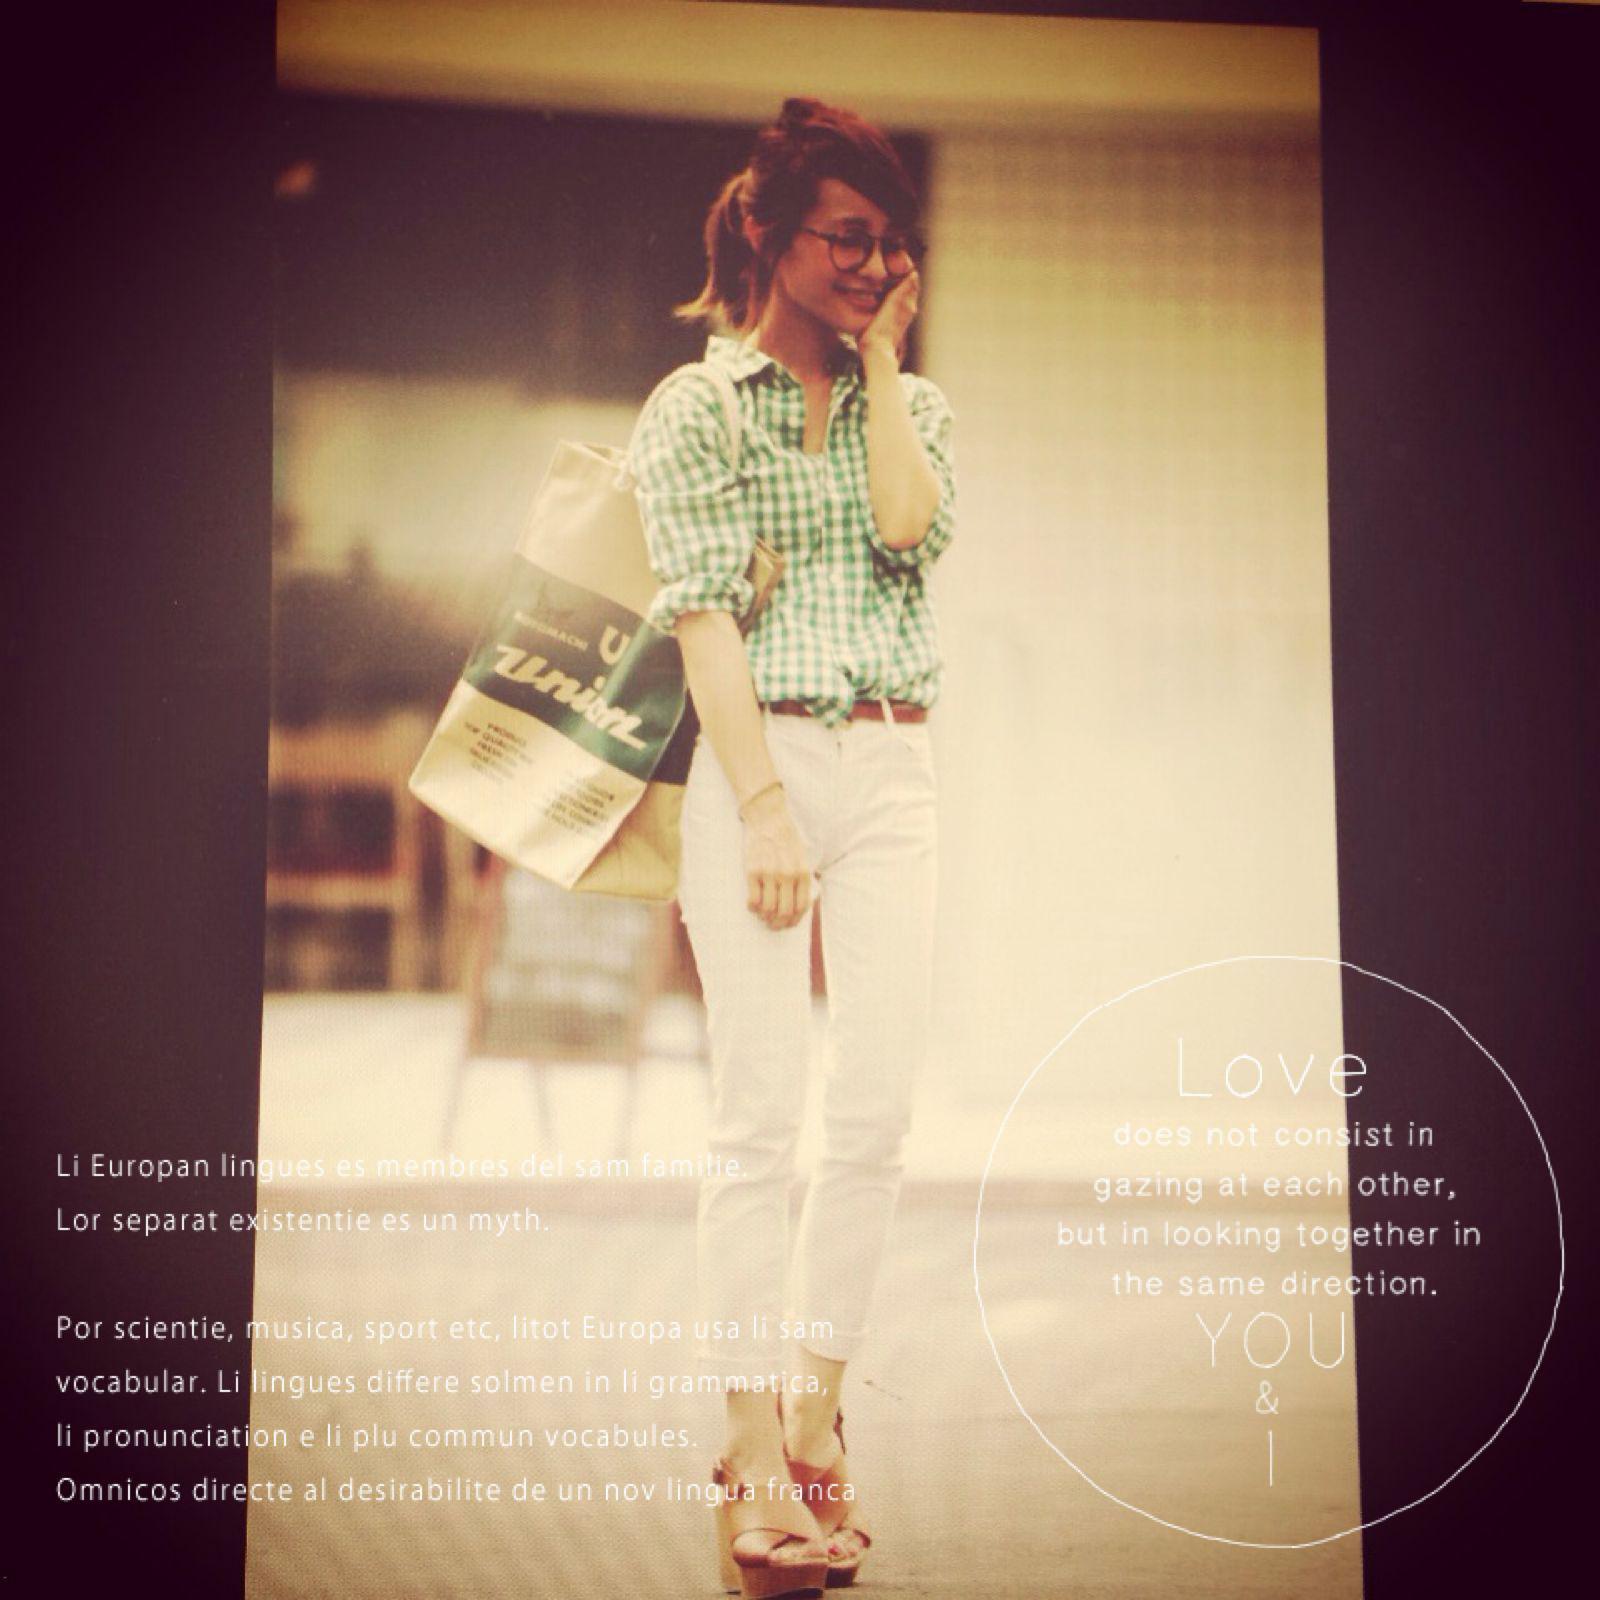 U
Union
Li Europan lingues es membres del sam familie.
Lor separat existentie es un myth.
Por scientie, musica, sport etc, litot Europa usa li sam
vocabular. Li lingues differe solmen in li grammatica,
li pronunciation e li plu commun vocabules.
Omnicos directe al desirabilite de un nov lingua franca
Love
does not consist in
gazing at each other,
but in looking together in
the same direction.
YOU
&
I